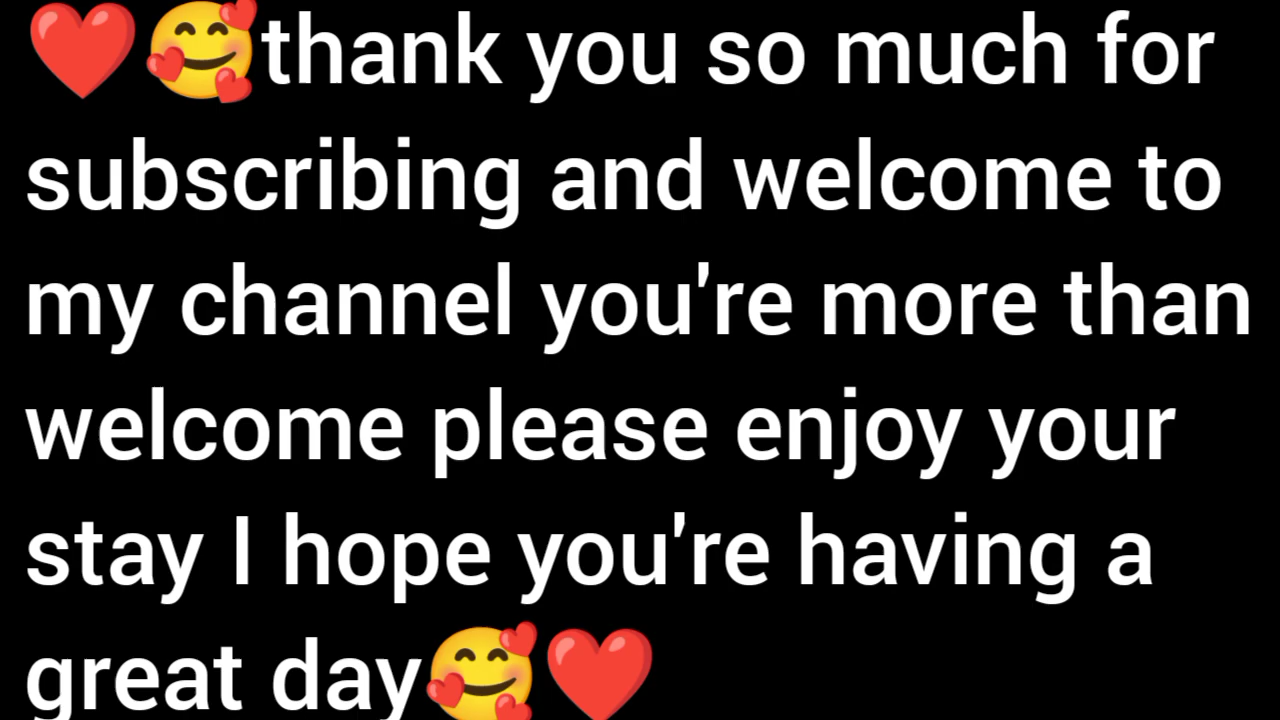 ❤️🥰thank you so much for
subscribing and welcome to
my channel you're more than
welcome please enjoy your
stay I hope you're having a
great day🥰❤️